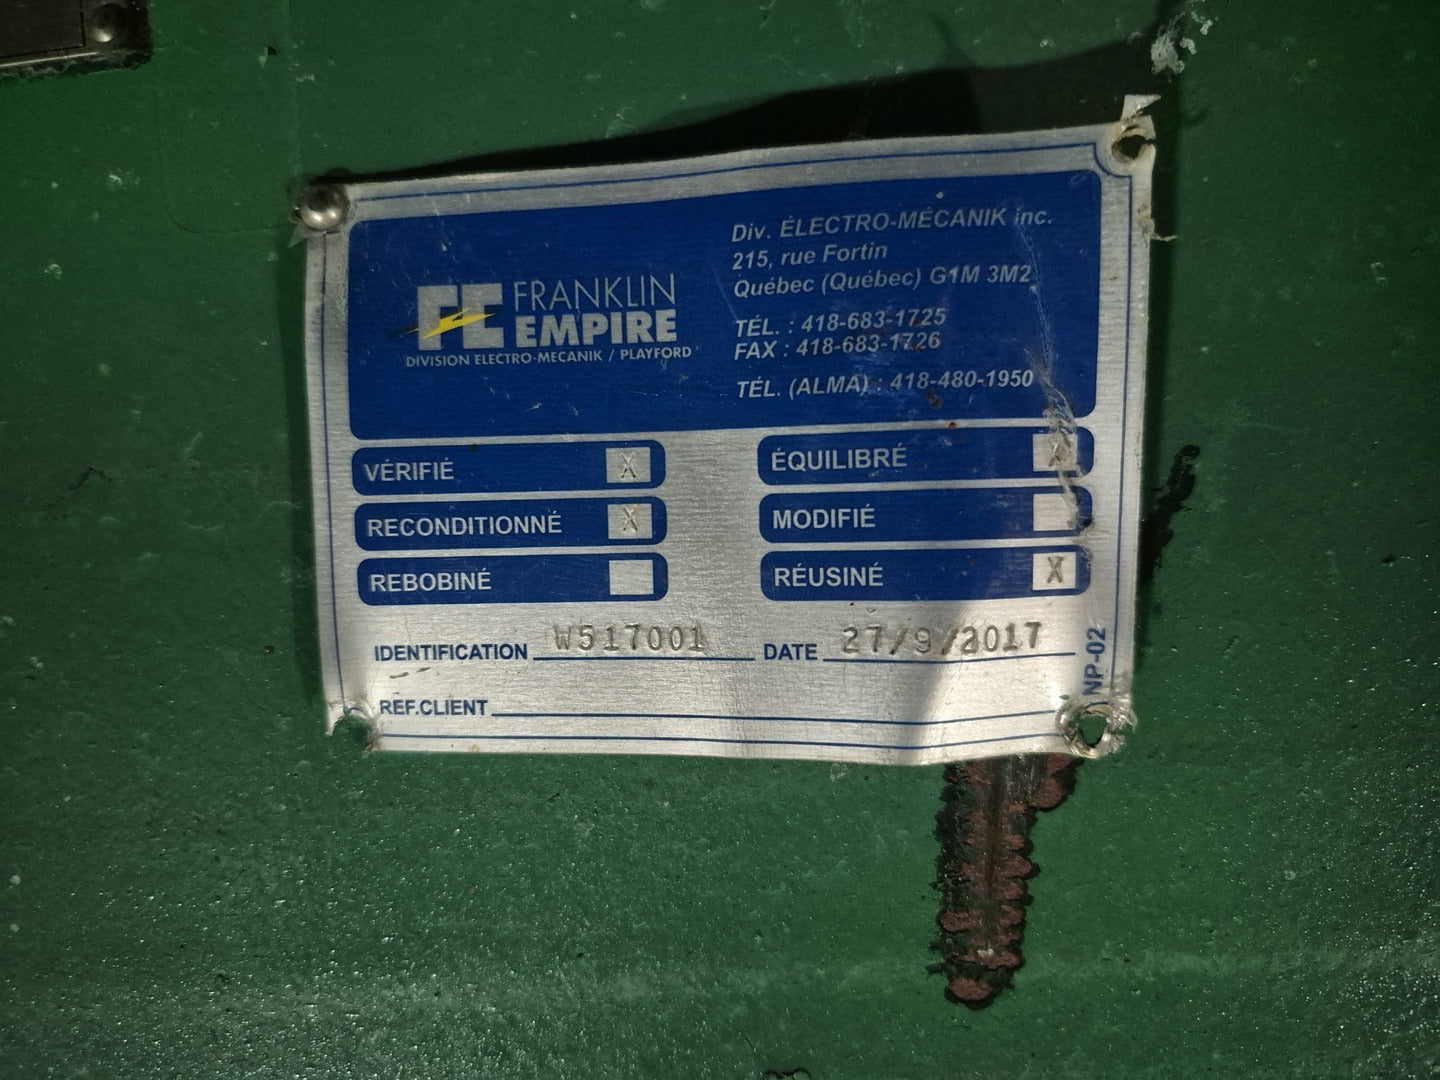 FE FRANKLIN
EMPIRE
DIVISION ELECTRO-MECANIK / PLAYFORD
Div. ÉLECTRO-MÉCANIK inc.
215, rue Fortin
Québec (Québec) G1M 3M2
TÉL. : 418-683-1725
FAX : 418-683-1726
TÉL. (ALMA) : 418-480-1950
VÉRIFIÉ X
ÉQUILIBRÉ X
RECONDITIONNÉ X
MODIFIÉ
REBOBINÉ
RÉUSINÉ X
IDENTIFICATION W517001 DATE 27/9/2017
REF.CLIENT
NP-02